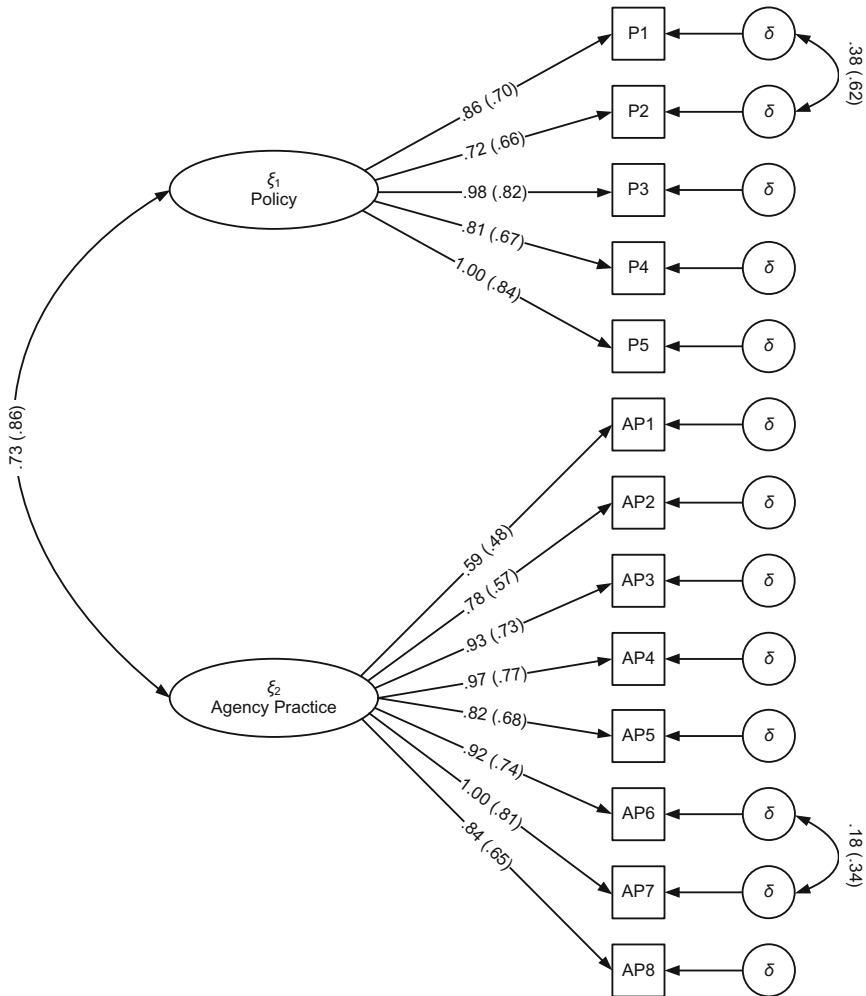 P1
δ
.38 (.62)
.86 (.70)
P2
δ
.72 (.66)
ξ1
Policy
.98 (.82)
P3
δ
.81 (.67)
P4
δ
1.00 (.84)
P5
δ
.73 (.86)
AP1
δ
.59 (.48)
AP2
δ
.78 (.57)
AP3
δ
.93 (.73)
AP4
δ
.97 (.77)
ξ2
Agency Practice
.82 (.68)
AP5
δ
.92 (.74)
AP6
δ
1.00 (.81)
.18 (.34)
AP7
δ
.84 (.65)
AP8
δ